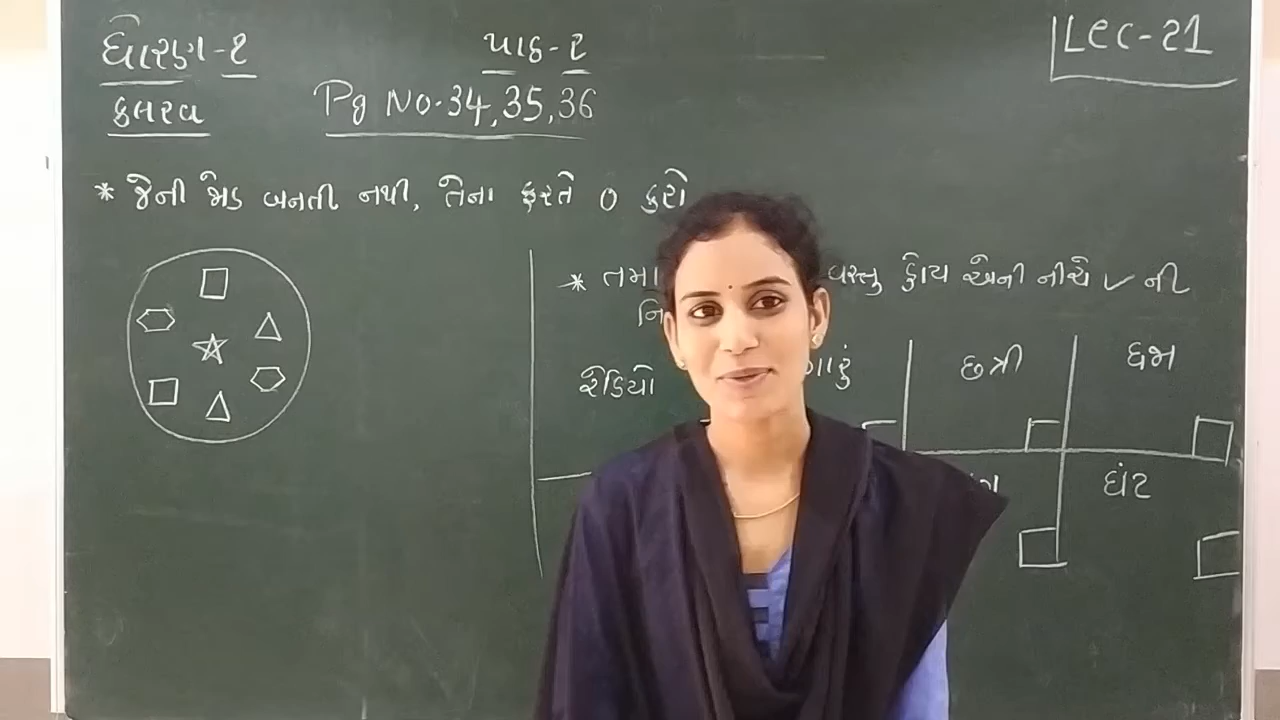 ધોરણ-૨
પાઠ-૨
Lec-21
કલરવ
Pg No.34,35,36
* જેની જોડ બનતી નથી, તેના ફરતે O કરો
* તમા વસ્તુ હોય એની નીચે ✓ ની
નિ
રેડિયો
છત્રી
ઘંટ